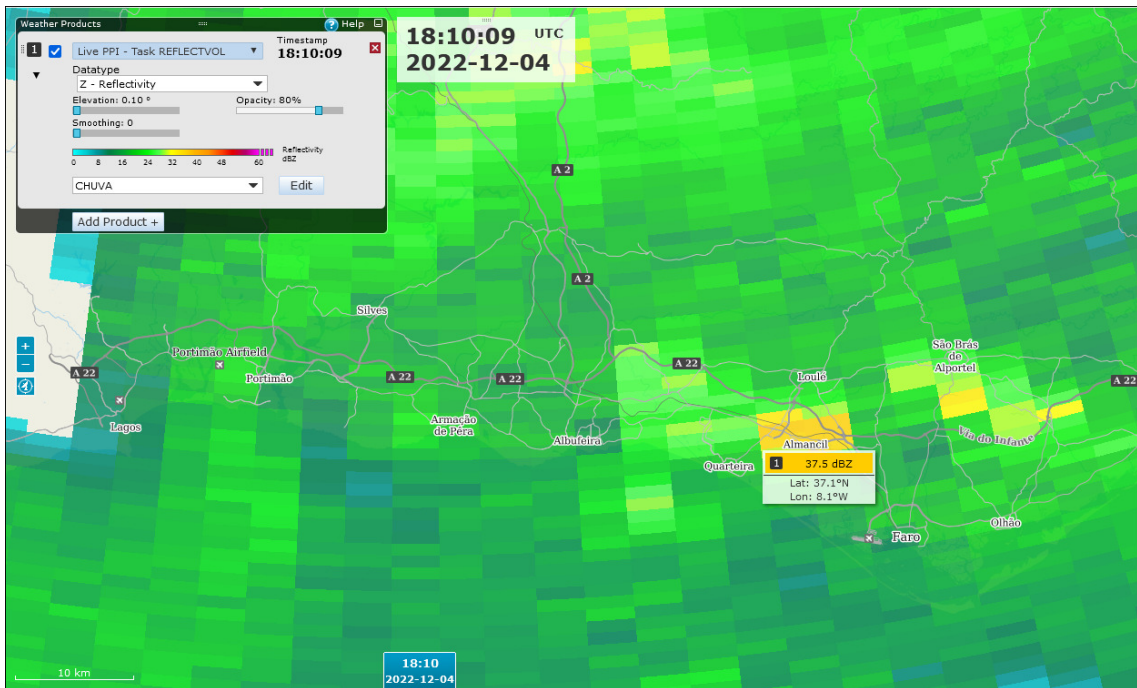 Weather Products
? Help
1 Live PPI - Task REFLECTVOL
Timestamp
18:10:09
Datatype
Z - Reflectivity
Elevation: 0.10 °
Opacity: 80%
Smoothing: 0
0 8 16 24 32 40 48 60
Reflectivity
dBZ
CHUVA
Edit
Add Product +
18:10:09 UTC
2022-12-04
A 2
A 2
Silves
Portimão Airfield
A 22
Portimão
A 22
A 22
A 22
Loulé
São Brás
de
Alportel
A 22
Lagos
Armação
de Pêra
Albufeira
Almancil
Via do Infante
Quarteira
1 37.5 dBZ
Lat: 37.1°N
Lon: 8.1°W
Olhão
Faro
+
−
10 km
18:10
2022-12-04